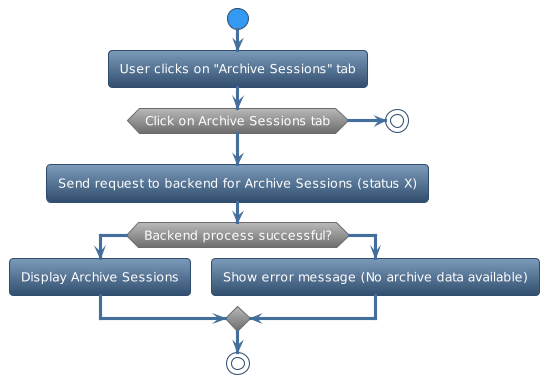 User clicks on "Archive Sessions" tab
Click on Archive Sessions tab
Send request to backend for Archive Sessions (status X)
Backend process successful?
Display Archive Sessions
Show error message (No archive data available)